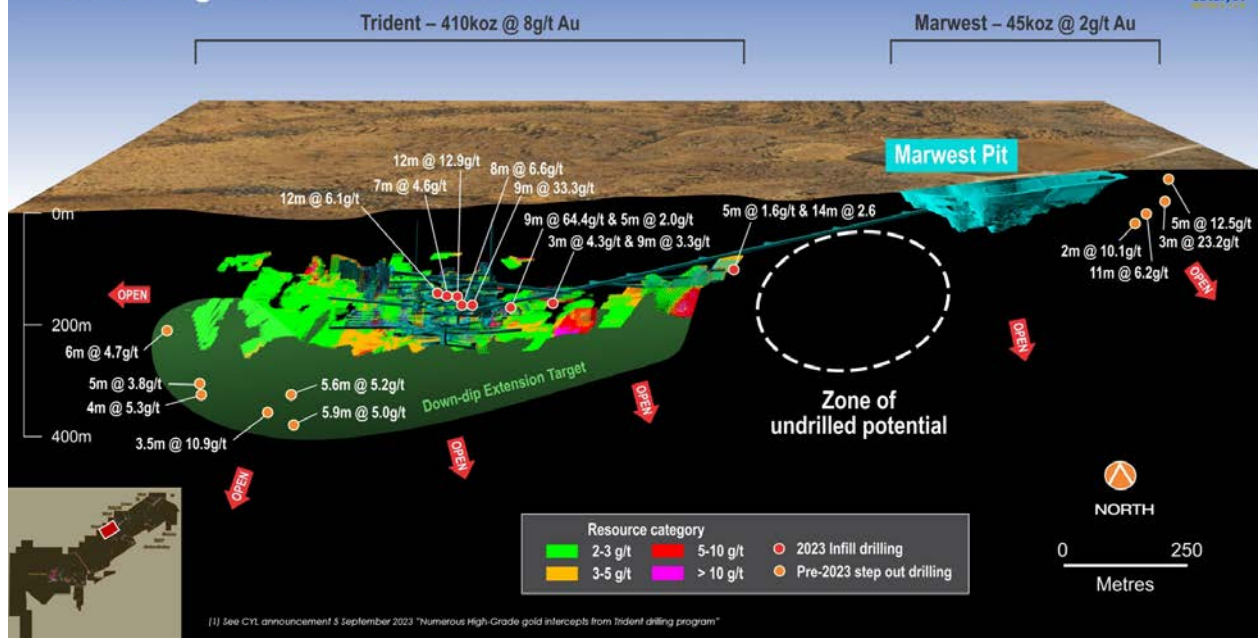 Trident – 410koz @ 8g/t Au
Marwest – 45koz @ 2g/t Au
Marwest Pit
12m @ 12.9g/t
8m @ 6.6g/t
7m @ 4.6g/t
9m @ 33.3g/t
12m @ 6.1g/t
9m @ 64.4g/t & 5m @ 2.0g/t
5m @ 1.6g/t & 14m @ 2.6
3m @ 4.3g/t & 9m @ 3.3g/t
5m @ 12.5g/t
3m @ 23.2g/t
2m @ 10.1g/t
11m @ 6.2g/t
0m
200m
400m
OPEN
OPEN
OPEN
OPEN
OPEN
OPEN
6m @ 4.7g/t
5m @ 3.8g/t
4m @ 5.3g/t
3.5m @ 10.9g/t
5.6m @ 5.2g/t
5.9m @ 5.0g/t
Down-dip Extension Target
Zone of
undrilled potential
NORTH
0 250
Metres
Resource category
2-3 g/t 5-10 g/t 2023 Infill drilling
3-5 g/t > 10 g/t Pre-2023 step out drilling
(1) See CYL announcement 5 September 2023 "Numerous High-Grade gold intercepts from Trident drilling program"